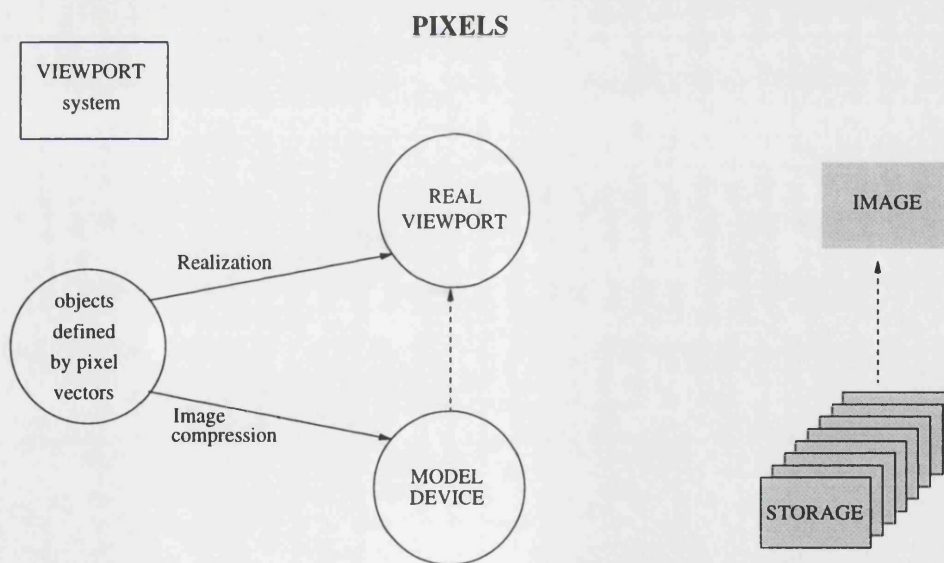 PIXELS
VIEWPORT
system
REAL
VIEWPORT
IMAGE
Realization
objects
defined
by pixel
vectors
Image
compression
MODEL
DEVICE
STORAGE